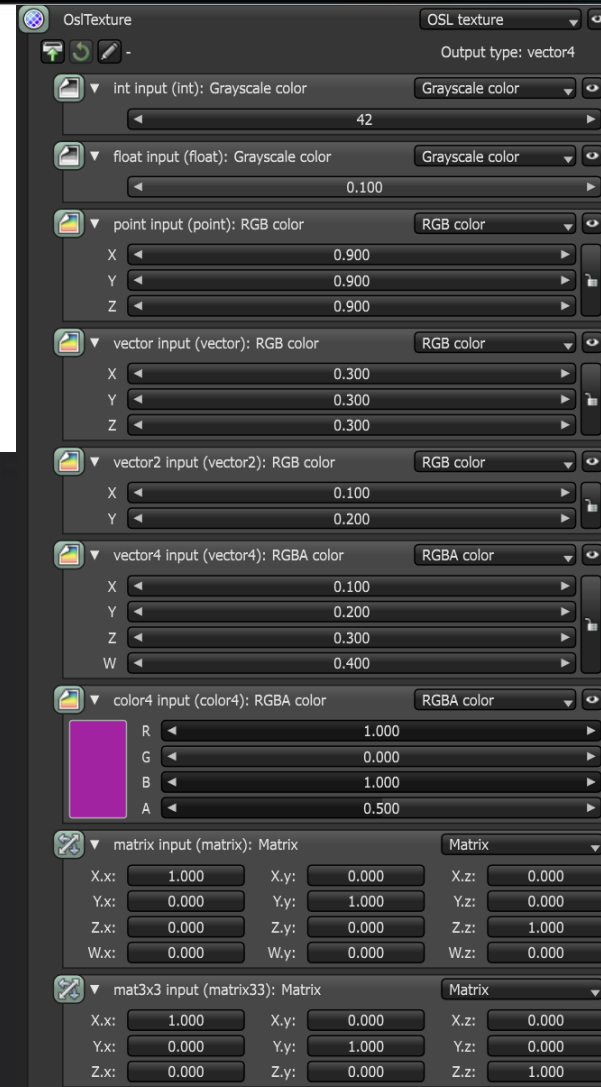 OslTexture OSL texture
- Output type: vector4
int input (int): Grayscale color Grayscale color
42
float input (float): Grayscale color Grayscale color
0.100
point input (point): RGB color RGB color
X 0.900
Y 0.900
Z 0.900
vector input (vector): RGB color RGB color
X 0.300
Y 0.300
Z 0.300
vector2 input (vector2): RGB color RGB color
X 0.100
Y 0.200
vector4 input (vector4): RGBA color RGBA color
X 0.100
Y 0.200
Z 0.300
W 0.400
color4 input (color4): RGBA color RGBA color
R 1.000
G 0.000
B 1.000
A 0.500
matrix input (matrix): Matrix Matrix
X.x: 1.000 X.y: 0.000 X.z: 0.000
Y.x: 0.000 Y.y: 1.000 Y.z: 0.000
Z.x: 0.000 Z.y: 0.000 Z.z: 1.000
W.x: 0.000 W.y: 0.000 W.z: 0.000
mat3x3 input (matrix33): Matrix Matrix
X.x: 1.000 X.y: 0.000 X.z: 0.000
Y.x: 0.000 Y.y: 1.000 Y.z: 0.000
Z.x: 0.000 Z.y: 0.000 Z.z: 1.000